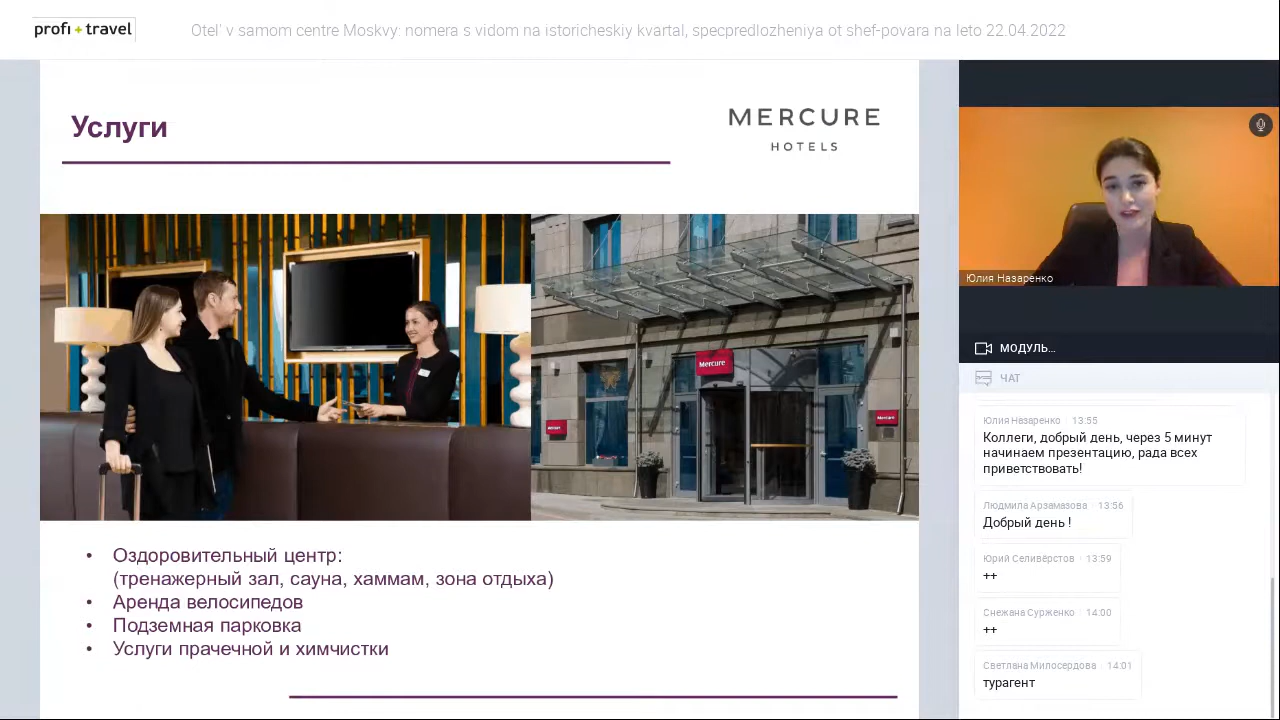 profi + travel
Otel' v samom centre Moskvy: nomera s vidom na istoricheskiy kvartal, specpredlozheniya ot shef-povara na leto 22.04.2022
Услуги
MERCURE
HOTELS
Mercure
Mercure
Mercure
Оздоровительный центр:
(тренажерный зал, сауна, хаммам, зона отдыха)
Аренда велосипедов
Подземная парковка
Услуги прачечной и химчистки
Юлия Назаренко
МОДУЛЬ...
ЧАТ
Юлия Назаренко 13:55
Коллеги, добрый день, через 5 минут
начинаем презентацию, рада всех
приветствовать!
Людмила Арзамазова 13:56
Добрый день !
Юрий Селивёрстов 13:59
++
Снежана Сурженко 14:00
++
Светлана Милосердова 14:01
турагент